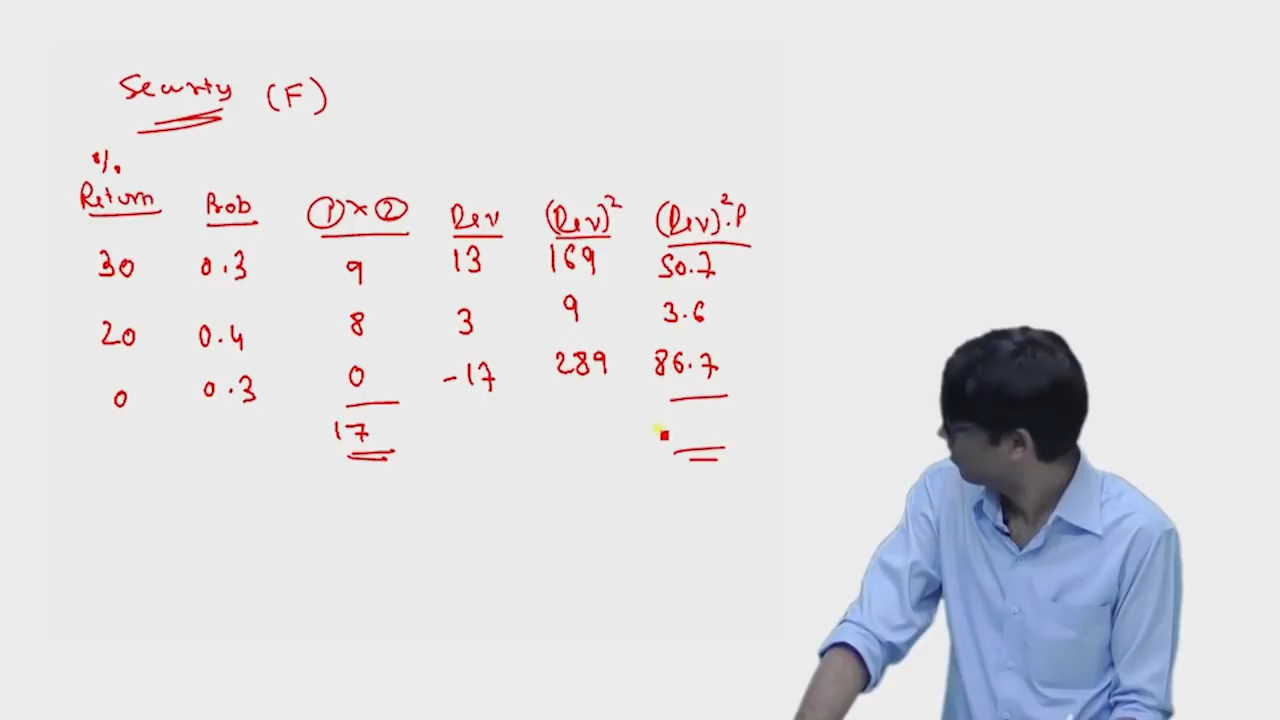 Security (F)
%
Return Prob ① × ② Dev (Dev)² (Dev)².P
30 0.3 9 13 169 50.7
20 0.4 8 3 9 3.6
0 0.3 0 -17 289 86.7
17